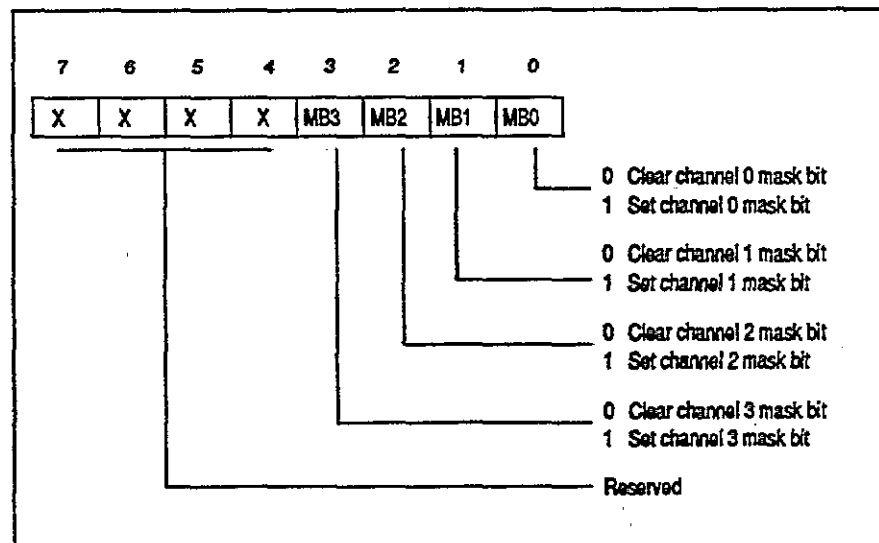 7 6 5 4 3 2 1 0
X X X X MB3 MB2 MB1 MB0
0 Clear channel 0 mask bit
1 Set channel 0 mask bit
0 Clear channel 1 mask bit
1 Set channel 1 mask bit
0 Clear channel 2 mask bit
1 Set channel 2 mask bit
0 Clear channel 3 mask bit
1 Set channel 3 mask bit
Reserved